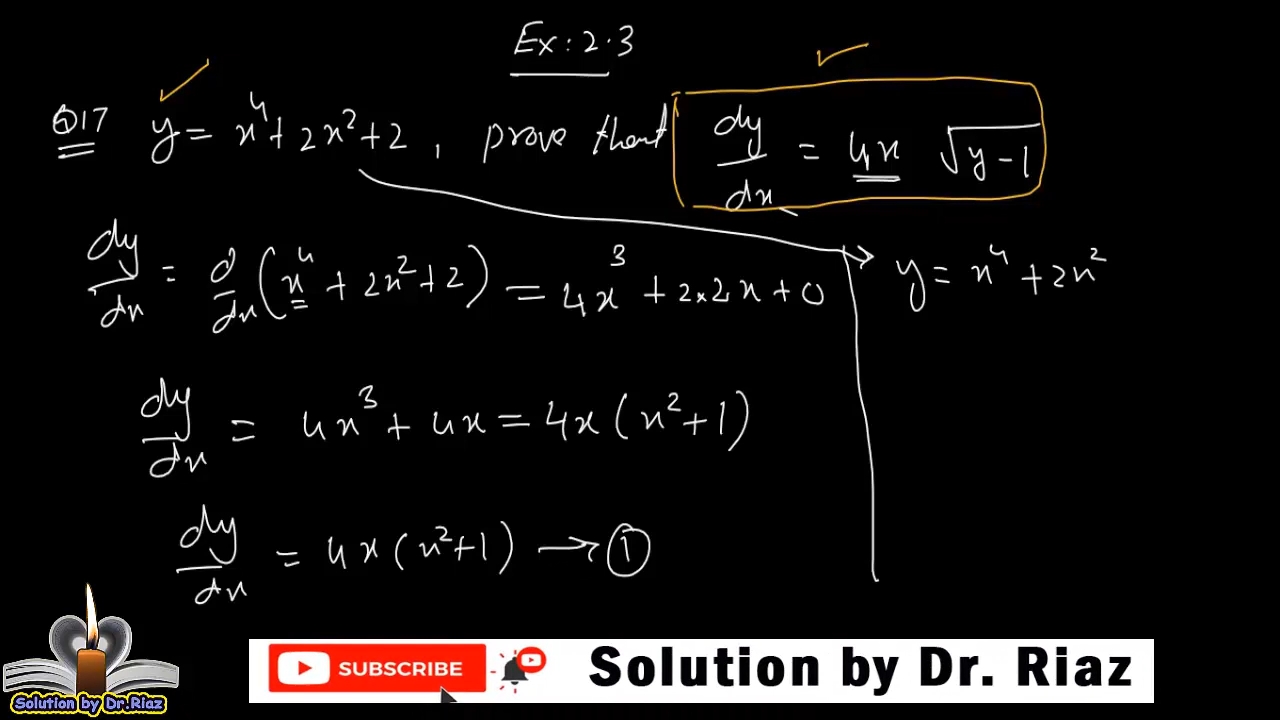 Ex: 2.3
Q17 y = x⁴ + 2x² + 2, prove that dy/dx = 4x √(y-1)
dy/dx = d/dx (x⁴ + 2x² + 2) = 4x³ + 2×2x + 0
y = x⁴ + 2x²
dy/dx = 4x³ + 4x = 4x (x² + 1)
dy/dx = 4x (x² + 1) → ①
SUBSCRIBE
Solution by Dr. Riaz
Solution by Dr.Riaz